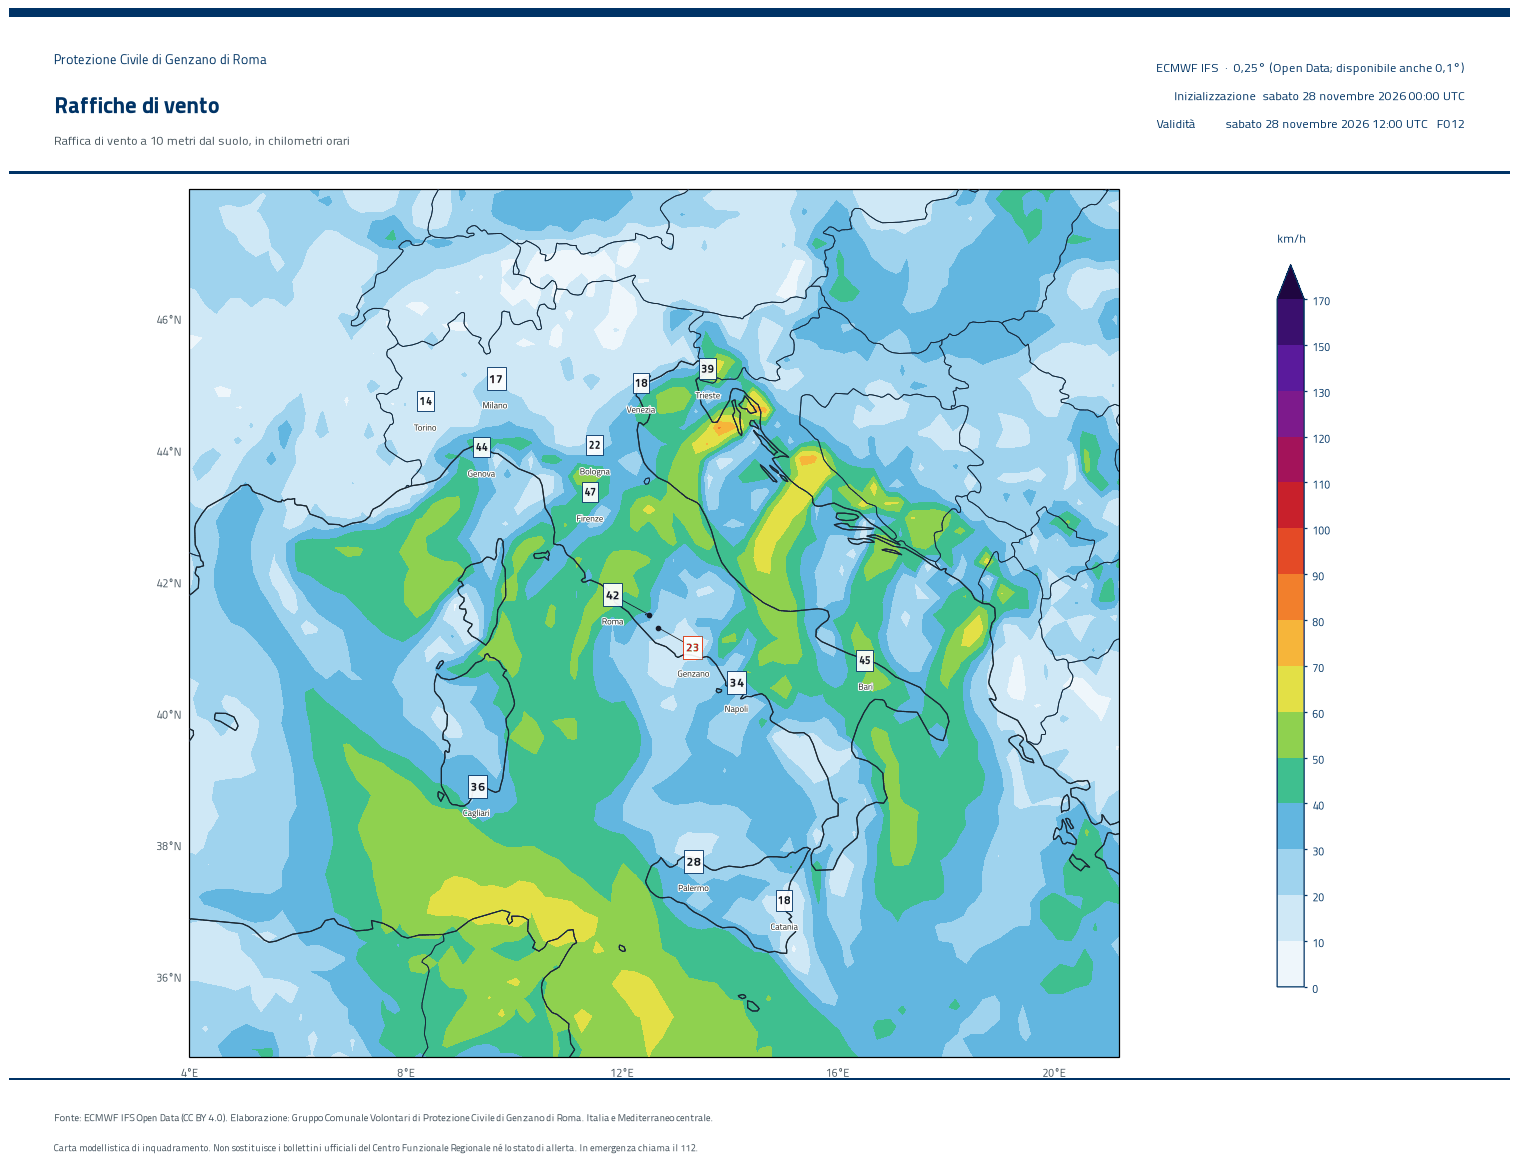 Protezione Civile di Genzano di Roma
Raffiche di vento
Raffica di vento a 10 metri dal suolo, in chilometri orari
ECMWF IFS · 0,25° (Open Data; disponibile anche 0,1°)
Inizializzazione sabato 28 novembre 2026 00:00 UTC
Validità sabato 28 novembre 2026 12:00 UTC F012
km/h
170
150
130
120
110
100
90
80
70
60
50
40
30
20
10
0
46°N
44°N
42°N
40°N
38°N
36°N
4°E
8°E
12°E
16°E
20°E
14
Torino
17
Milano
18
Venezia
39
Trieste
44
Genova
22
Bologna
47
Firenze
42
Roma
23
Genzano
34
Napoli
45
Bari
36
Cagliari
28
Palermo
18
Catania
Fonte: ECMWF IFS Open Data (CC BY 4.0). Elaborazione: Gruppo Comunale Volontari di Protezione Civile di Genzano di Roma. Italia e Mediterraneo centrale.
Carta modellistica di inquadramento. Non sostituisce i bollettini ufficiali del Centro Funzionale Regionale né lo stato di allerta. In emergenza chiama il 112.